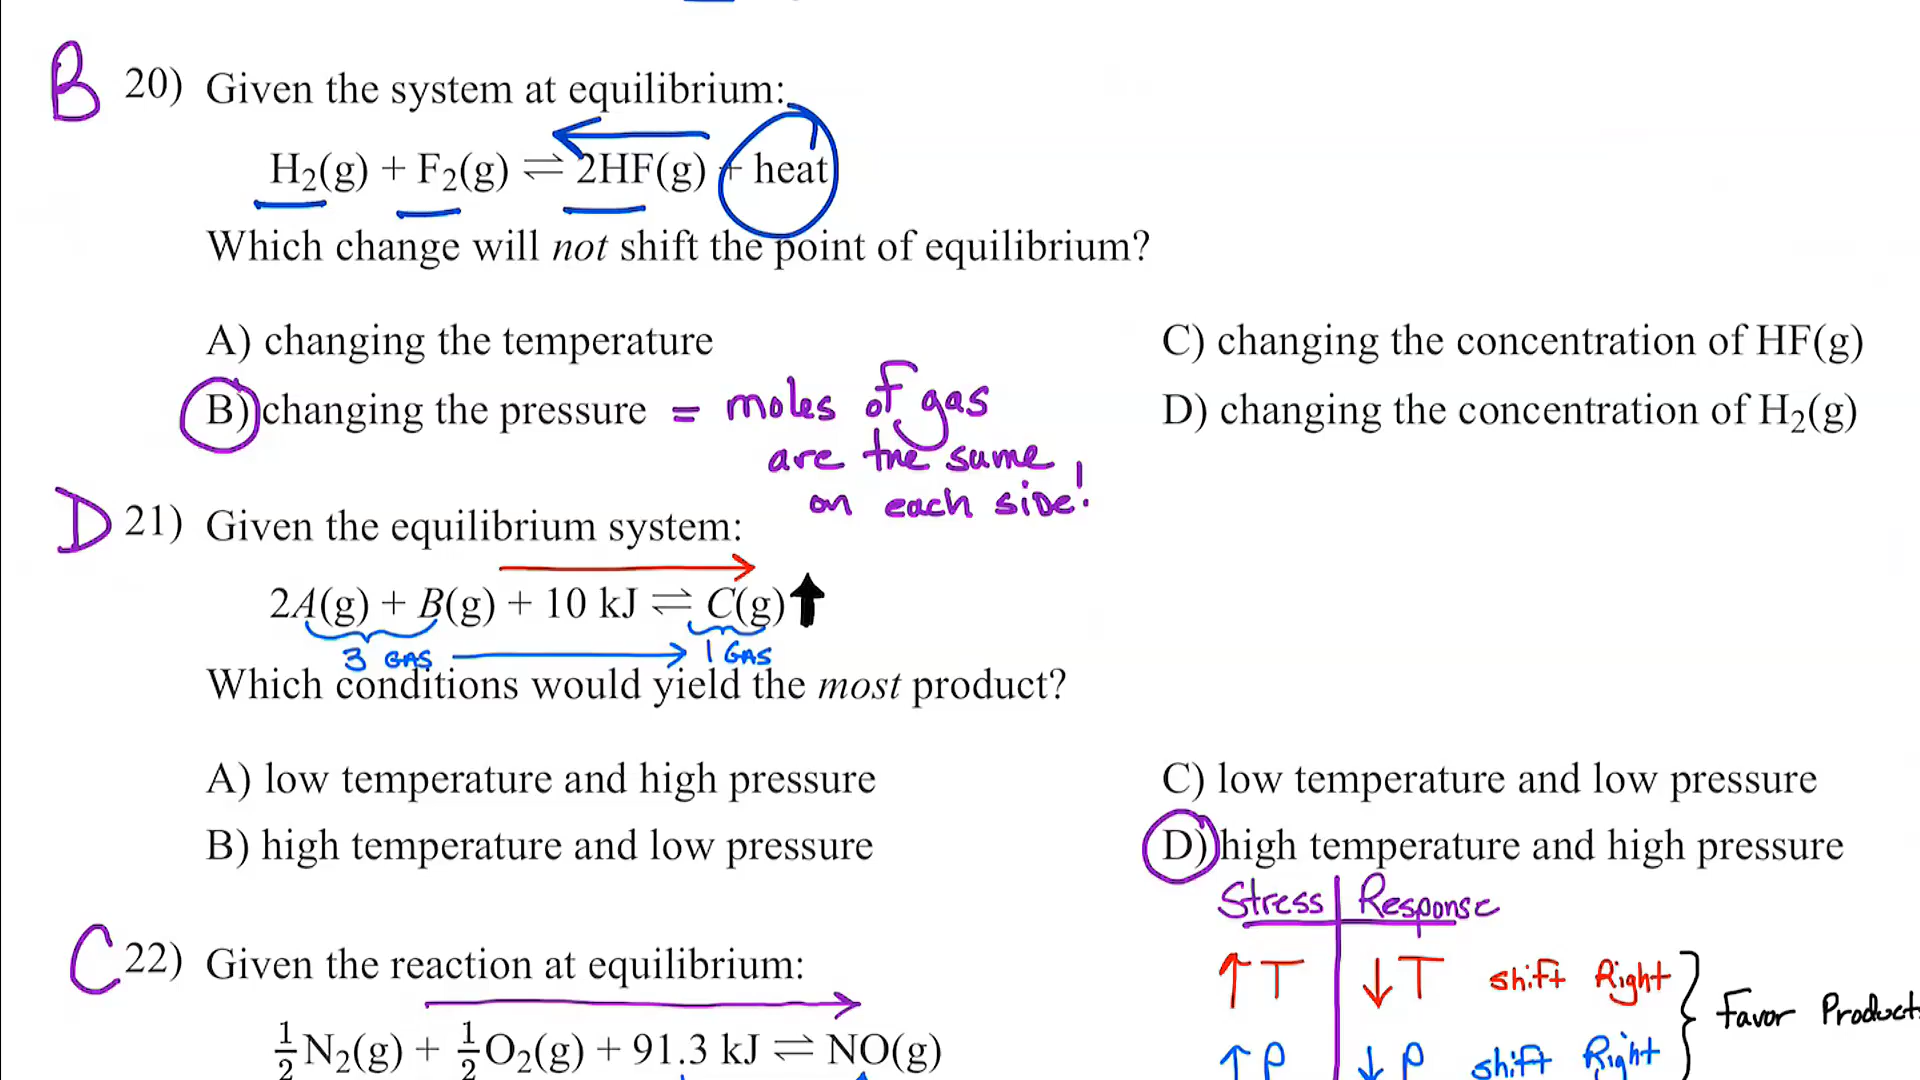 B 20) Given the system at equilibrium:
H₂(g) + F₂(g) ⇌ 2HF(g) + heat
Which change will not shift the point of equilibrium?
A) changing the temperature
C) changing the concentration of HF(g)
B) changing the pressure = moles of gas
are the same
on each side!
D) changing the concentration of H₂(g)
D 21) Given the equilibrium system:
2A(g) + B(g) + 10 kJ ⇌ C(g) ↑
3 GAS → 1 GAS
Which conditions would yield the most product?
A) low temperature and high pressure
C) low temperature and low pressure
B) high temperature and low pressure
D) high temperature and high pressure
Stress | Response
↑ T | ↓ T shift Right
↑ P | ↓ P shift Right
Favor Product
C 22) Given the reaction at equilibrium:
½N₂(g) + ½O₂(g) + 91.3 kJ ⇌ NO(g)